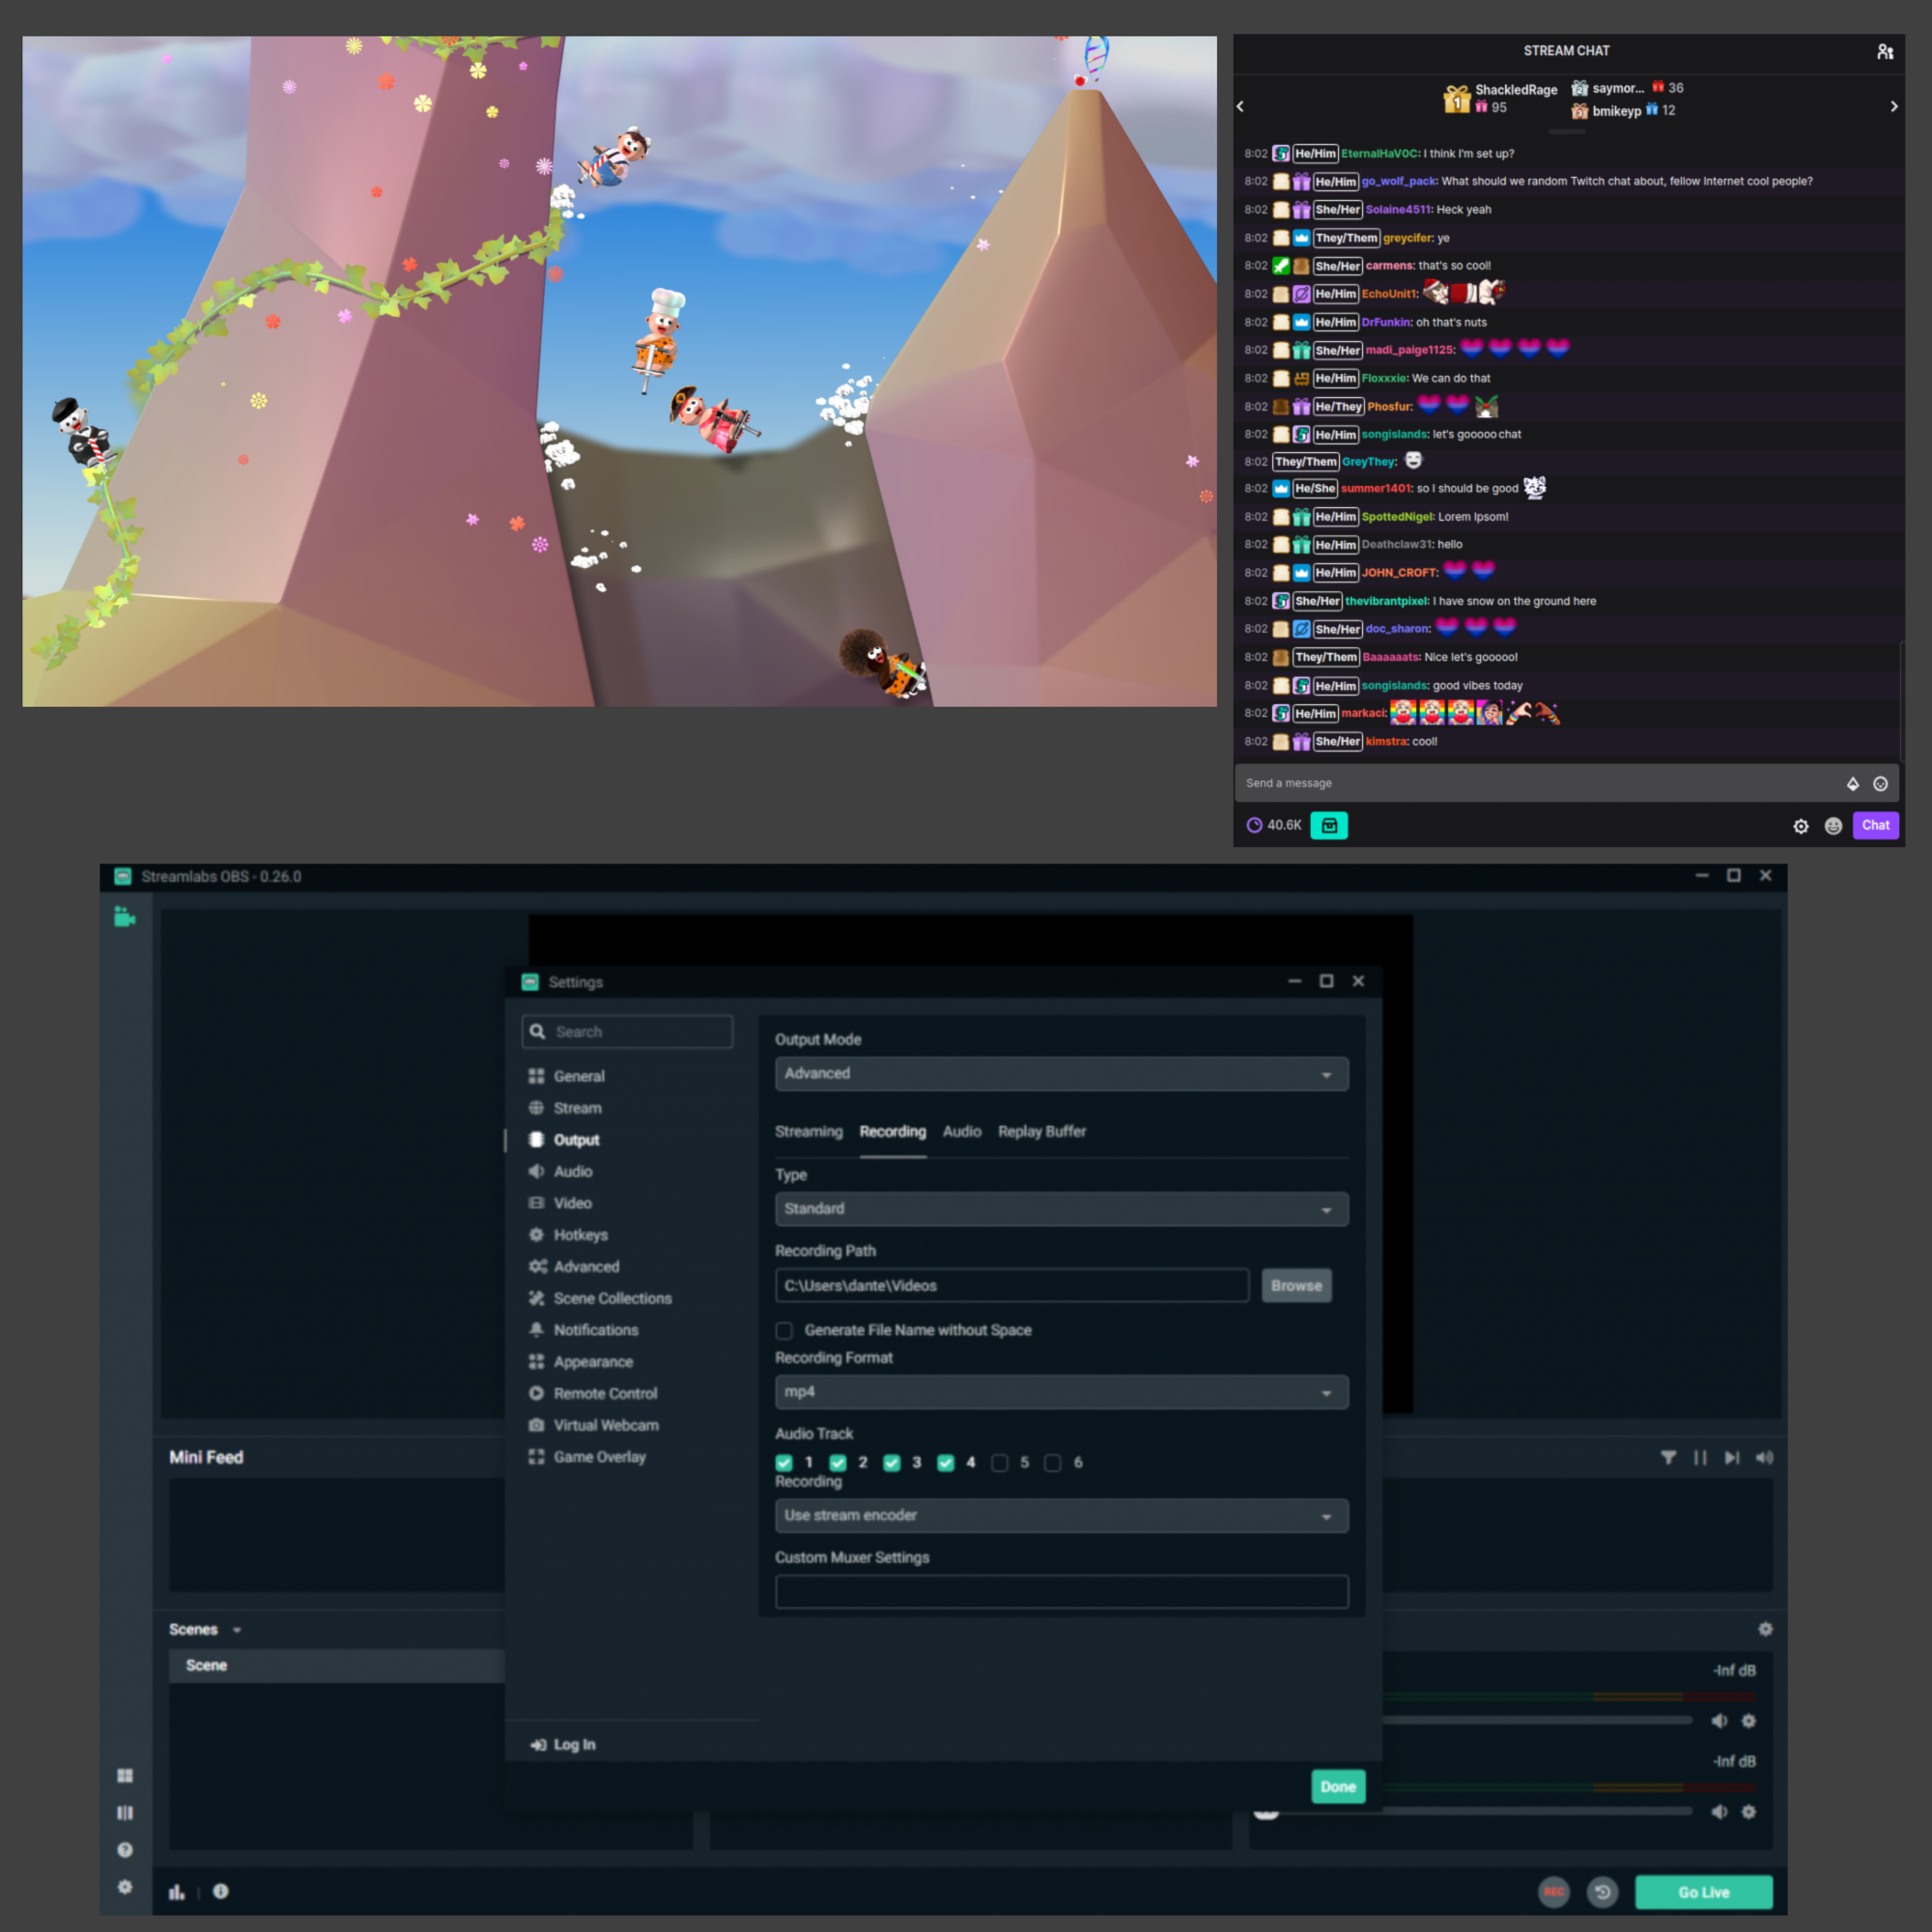 STREAM CHAT
1 ShackledRage 95
2 saymor... 36
3 bmikeyp 12
8:02 He/Him EternalHaV0C: I think I'm set up?
8:02 He/Him go_wolf_pack: What should we random Twitch chat about, fellow Internet cool people?
8:02 She/Her Solaine4511: Heck yeah
8:02 They/Them greycifer: ye
8:02 She/Her carmens: that's so cool!
8:02 He/Him EchoUnit1:
8:02 He/Him DrFunkin: oh that's nuts
8:02 She/Her madi_paige1125:
8:02 He/Him Floxxxie: We can do that
8:02 He/They Phosfur:
8:02 He/Him songislands: let's gooooo chat
8:02 They/Them GreyThey:
8:02 He/She summer1401: so I should be good
8:02 He/Him SpottedNigel: Lorem Ipsom!
8:02 He/Him Deathclaw31: hello
8:02 He/Him JOHN_CROFT:
8:02 She/Her thevibrantpixel: I have snow on the ground here
8:02 She/Her doc_sharon:
8:02 They/Them Baaaaaats: Nice let's gooooo!
8:02 He/Him songislands: good vibes today
8:02 He/Him markaci:
8:02 She/Her kimstra: cool!
Send a message
40.6K
Chat
Streamlabs OBS - 0.26.0
Settings
Search
General
Stream
Output
Audio
Video
Hotkeys
Advanced
Scene Collections
Notifications
Appearance
Remote Control
Virtual Webcam
Game Overlay
Log In
Output Mode
Advanced
Streaming Recording Audio Replay Buffer
Type
Standard
Recording Path
C:\Users\dante\Videos Browse
Generate File Name without Space
Recording Format
mp4
Audio Track
1 2 3 4 5 6
Recording
Use stream encoder
Custom Muxer Settings
Done
Mini Feed
Scenes
Scene
-Inf dB
-Inf dB
REC
Go Live